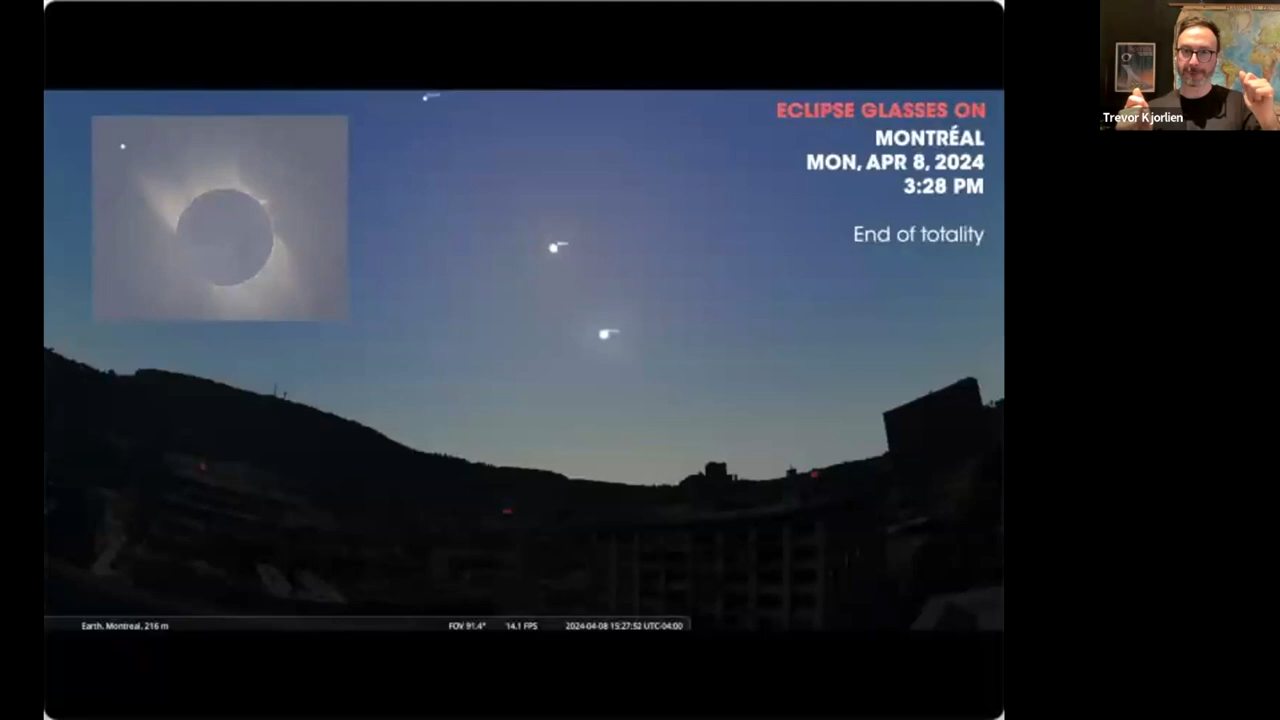 ECLIPSE GLASSES ON
MONTRÉAL
MON, APR 8, 2024
3:28 PM
End of totality
Trevor Kjorlien
Earth, Montreal, 216 m
FOV 91.4°
14.1 FPS
2024-04-08 15:27:52 UTC-04:00